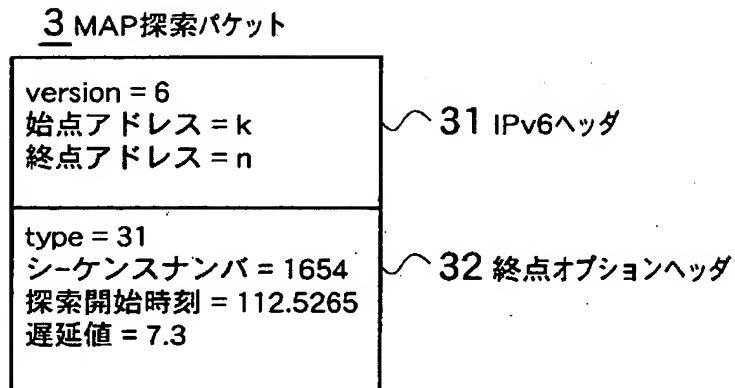 3 MAP探索パケット
version = 6
始点アドレス = k
終点アドレス = n
31 IPv6ヘッダ
type = 31
シーケンスナンバ = 1654
探索開始時刻 = 112.5265
遅延値 = 7.3
32 終点オプションヘッダ